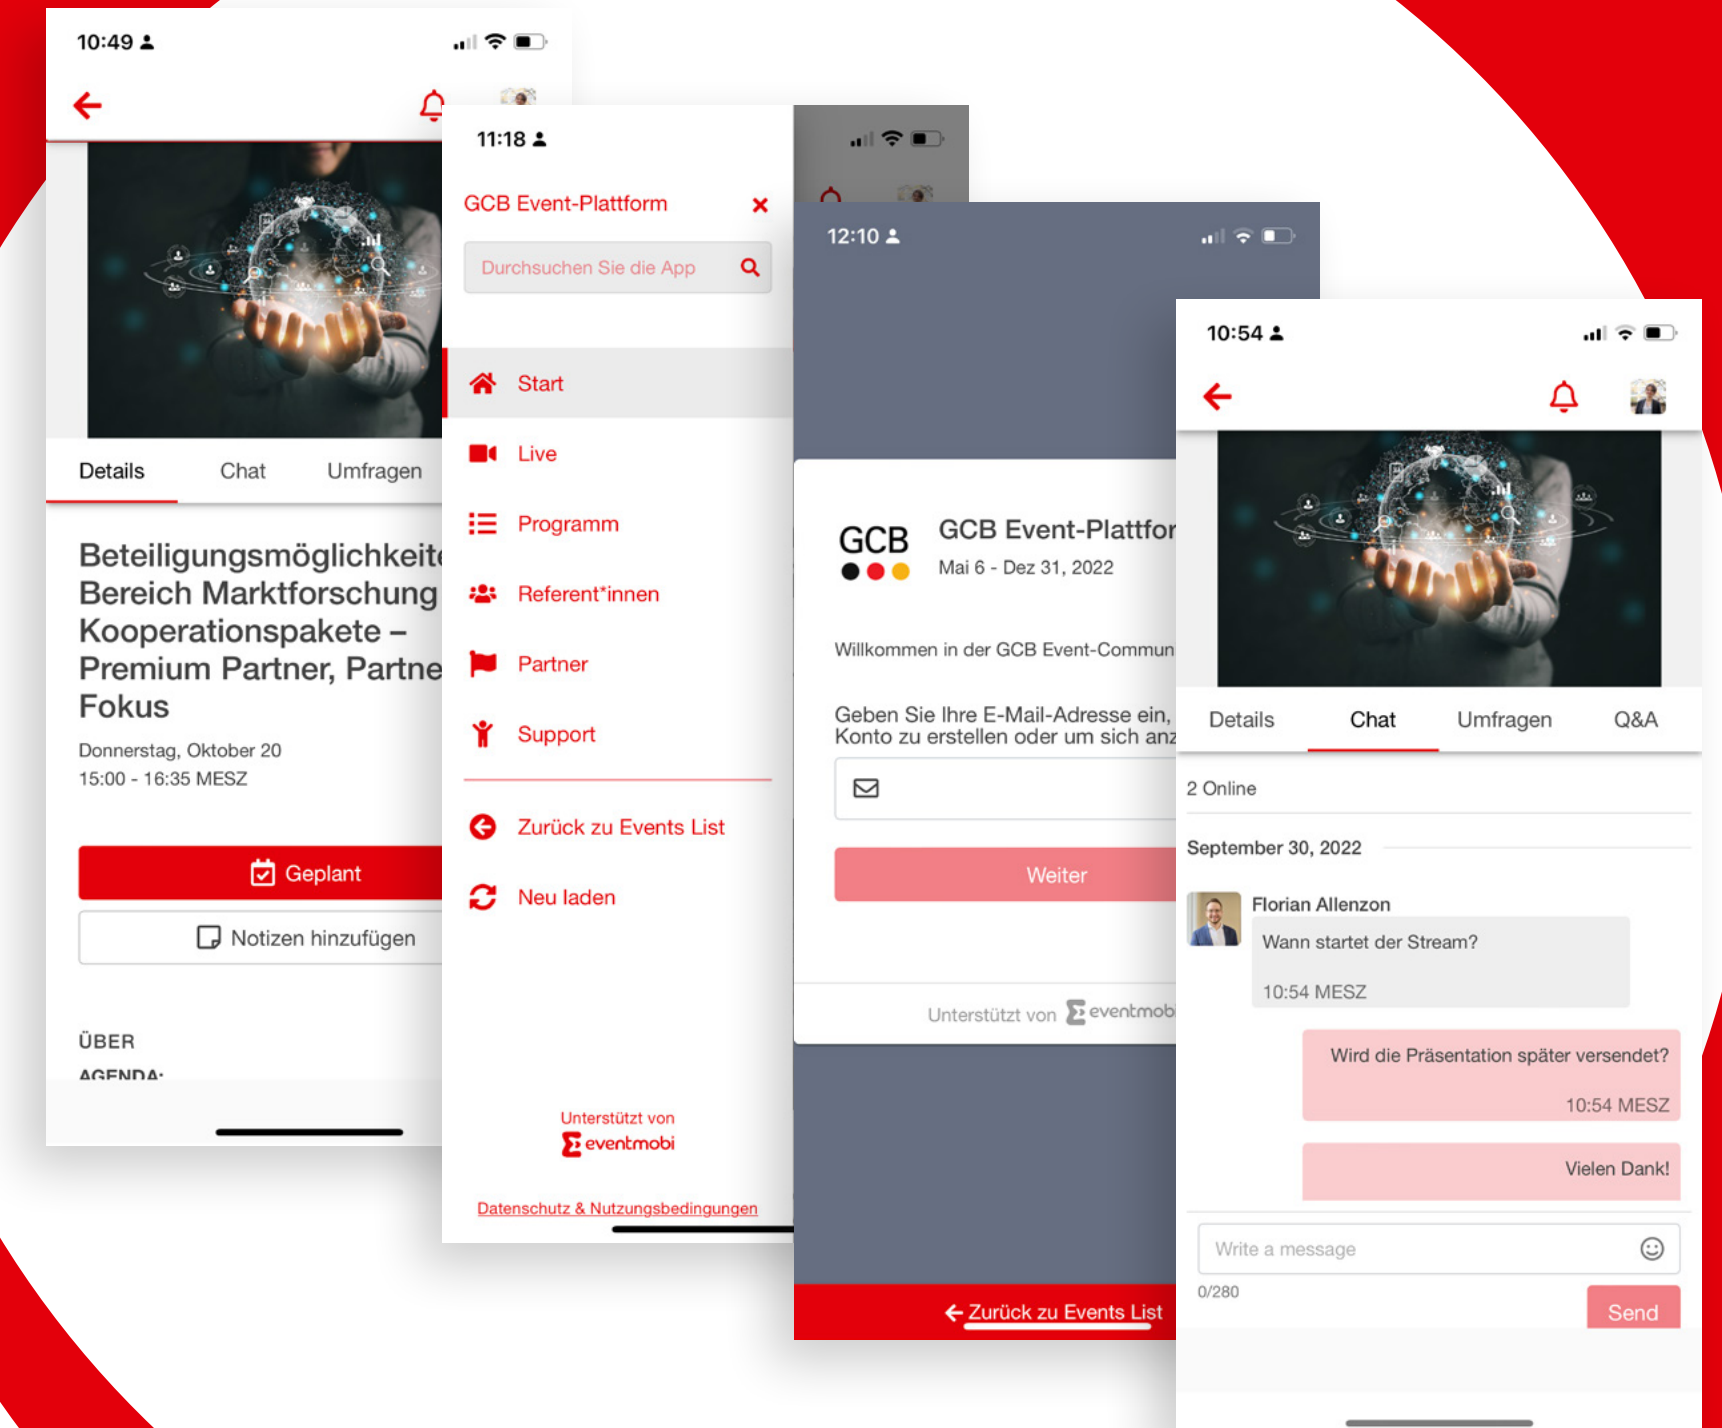 10:49
Details Chat Umfragen
Beteiligungsmöglichkeite
Bereich Marktforschung
Kooperationspakete –
Premium Partner, Partne
Fokus
Donnerstag, Oktober 20
15:00 - 16:35 MESZ
Geplant
Notizen hinzufügen
ÜBER
AGENDA:
11:18
GCB Event-Plattform
Durchsuchen Sie die App
Start
Live
Programm
Referent*innen
Partner
Support
Zurück zu Events List
Neu laden
Unterstützt von
eventmobi
Datenschutz & Nutzungsbedingungen
12:10
GCB
GCB Event-Plattfor
Mai 6 - Dez 31, 2022
Willkommen in der GCB Event-Commun
Geben Sie Ihre E-Mail-Adresse ein,
Konto zu erstellen oder um sich anz
Weiter
Unterstützt von eventmobi
Zurück zu Events List
10:54
Details Chat Umfragen Q&A
2 Online
September 30, 2022
Florian Allenzon
Wann startet der Stream?
10:54 MESZ
Wird die Präsentation später versendet?
10:54 MESZ
Vielen Dank!
Write a message
0/280
Send